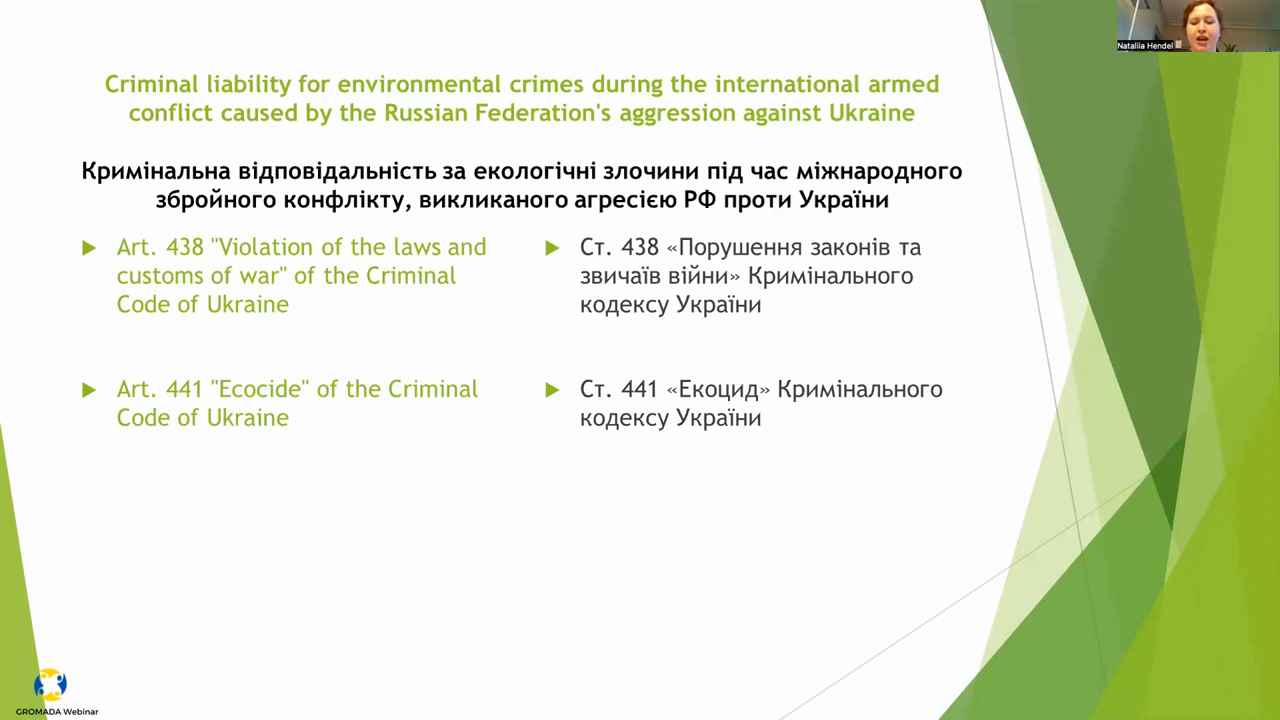 Nataliia Hendel
Criminal liability for environmental crimes during the international armed
conflict caused by the Russian Federation's aggression against Ukraine
Кримінальна відповідальність за екологічні злочини під час міжнародного
збройного конфлікту, викликаного агресією РФ проти України
Art. 438 "Violation of the laws and
customs of war" of the Criminal
Code of Ukraine
Art. 441 "Ecocide" of the Criminal
Code of Ukraine
Ст. 438 «Порушення законів та
звичаїв війни» Кримінального
кодексу України
Ст. 441 «Екоцид» Кримінального
кодексу України
GROMADA Webinar